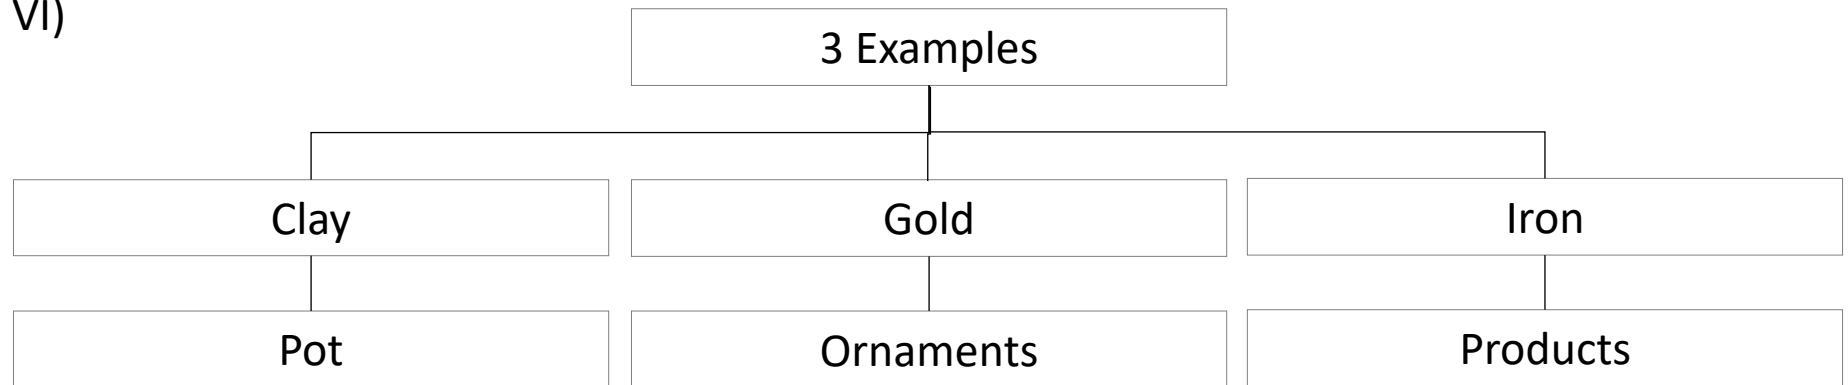 VI)
3 Examples
Clay
Gold
Iron
Pot
Ornaments
Products